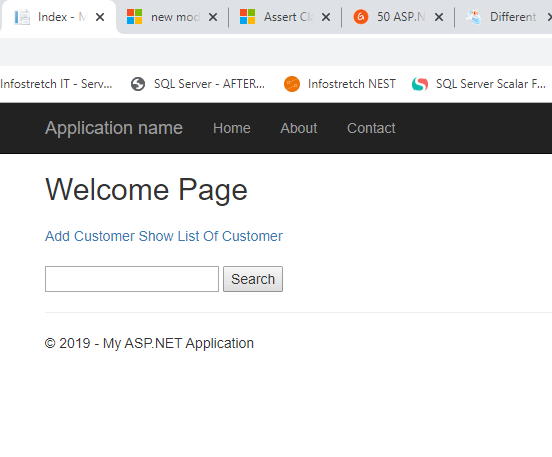 Index - M
new mod
Assert Cla
50 ASP.N
Different
Infostretch IT - Serv...
SQL Server - AFTER...
Infostretch NEST
SQL Server Scalar F...
Application name
Home
About
Contact
Welcome Page
Add Customer Show List Of Customer
Search
© 2019 - My ASP.NET Application